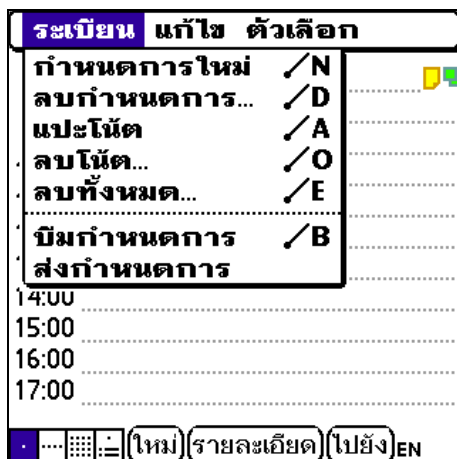 ระเบียน แก้ไข ตัวเลือก
กำหนดการใหม่ ⁄N
ลบกำหนดการ... ⁄D
แปะโน้ต ⁄A
ลบโน้ต... ⁄O
ลบทั้งหมด... ⁄E
บีมกำหนดการ ⁄B
ส่งกำหนดการ
14:00
15:00
16:00
17:00
ใหม่ รายละเอียด ไปยัง EN